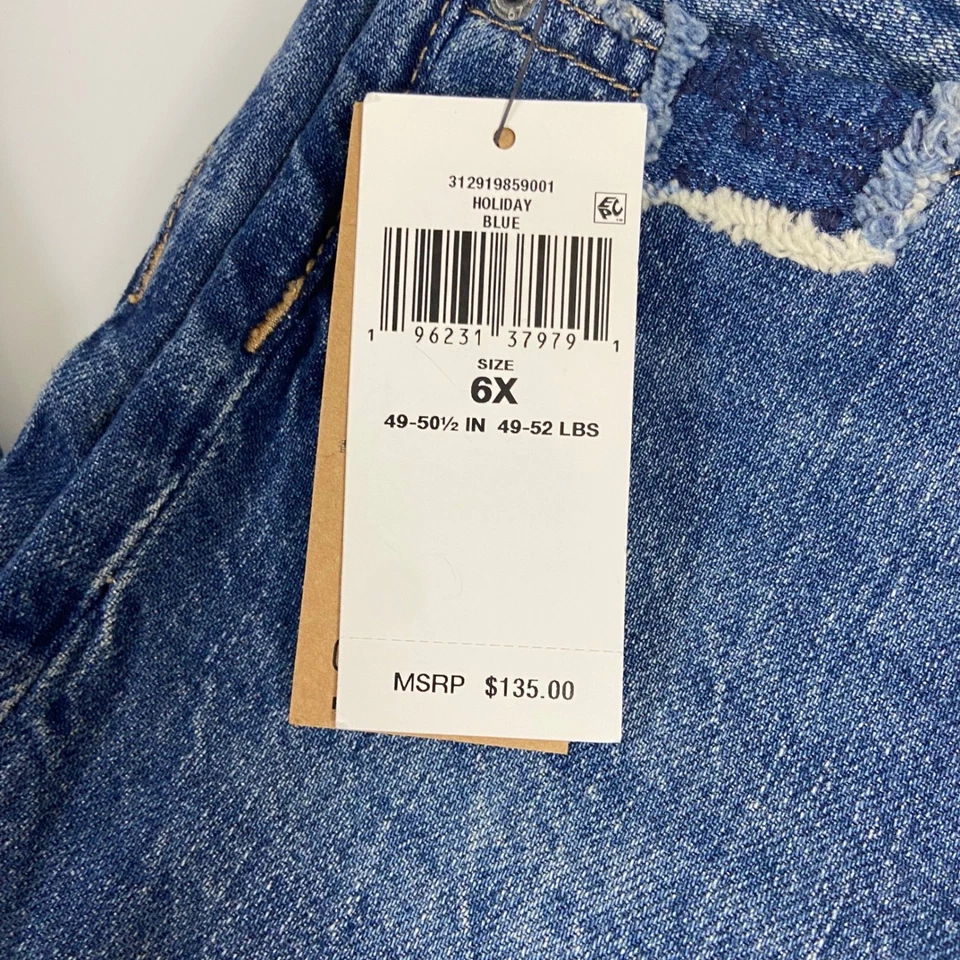 312919859001
HOLIDAY
BLUE
EPC
1 96231 37979 1
SIZE
6X
49-50½ IN 49-52 LBS
MSRP $135.00